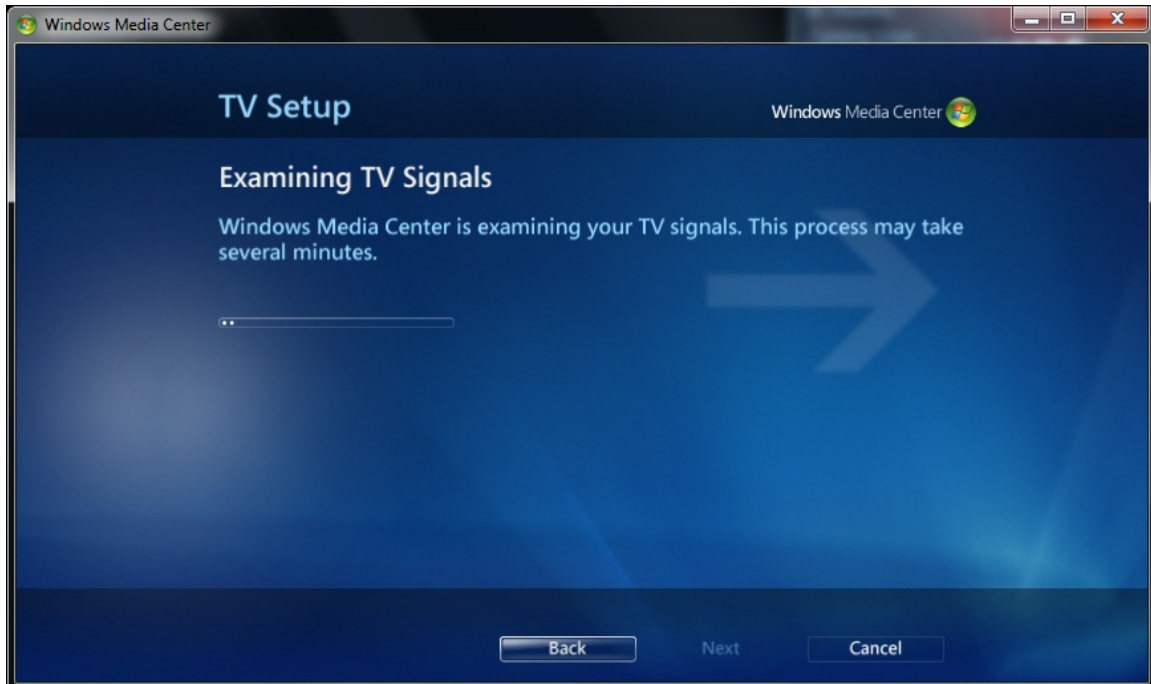 Windows Media Center
TV Setup
Windows Media Center
Examining TV Signals
Windows Media Center is examining your TV signals. This process may take
several minutes.
Back
Next
Cancel